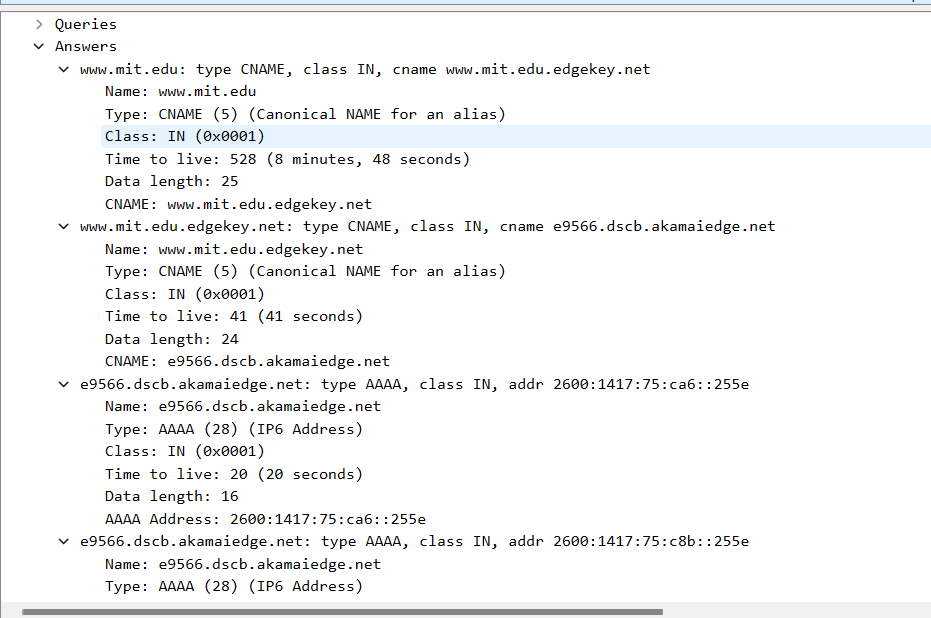 Queries
Answers
www.mit.edu: type CNAME, class IN, cname www.mit.edu.edgekey.net
Name: www.mit.edu
Type: CNAME (5) (Canonical NAME for an alias)
Class: IN (0x0001)
Time to live: 528 (8 minutes, 48 seconds)
Data length: 25
CNAME: www.mit.edu.edgekey.net
www.mit.edu.edgekey.net: type CNAME, class IN, cname e9566.dscb.akamaiedge.net
Name: www.mit.edu.edgekey.net
Type: CNAME (5) (Canonical NAME for an alias)
Class: IN (0x0001)
Time to live: 41 (41 seconds)
Data length: 24
CNAME: e9566.dscb.akamaiedge.net
e9566.dscb.akamaiedge.net: type AAAA, class IN, addr 2600:1417:75:ca6::255e
Name: e9566.dscb.akamaiedge.net
Type: AAAA (28) (IP6 Address)
Class: IN (0x0001)
Time to live: 20 (20 seconds)
Data length: 16
AAAA Address: 2600:1417:75:ca6::255e
e9566.dscb.akamaiedge.net: type AAAA, class IN, addr 2600:1417:75:c8b::255e
Name: e9566.dscb.akamaiedge.net
Type: AAAA (28) (IP6 Address)